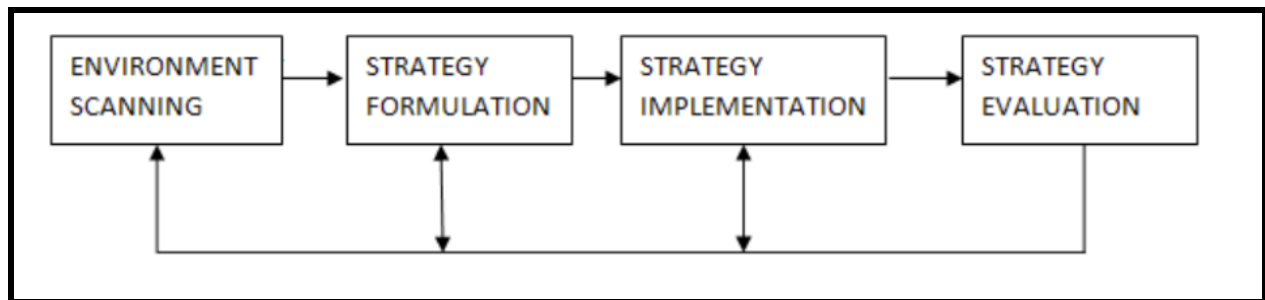 ENVIRONMENT
SCANNING
STRATEGY
FORMULATION
STRATEGY
IMPLEMENTATION
STRATEGY
EVALUATION